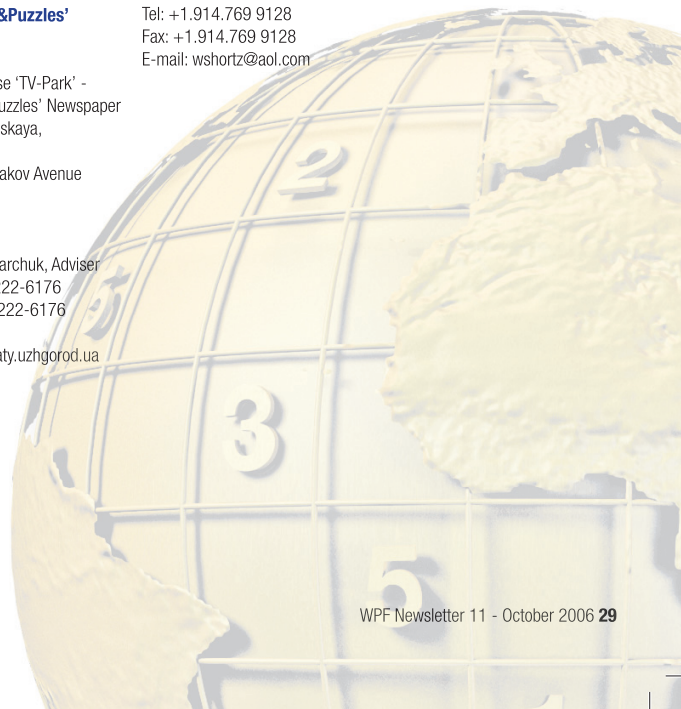 &Puzzles’
se ‘TV-Park’ -
uzzles’ Newspaper
skaya,
akov Avenue
archuk, Adviser
222-6176
222-6176
aty.uzhgorod.ua
Tel: +1.914.769 9128
Fax: +1.914.769 9128
E-mail: wshortz@aol.com
2
5
3
5
WPF Newsletter 11 - October 2006 29